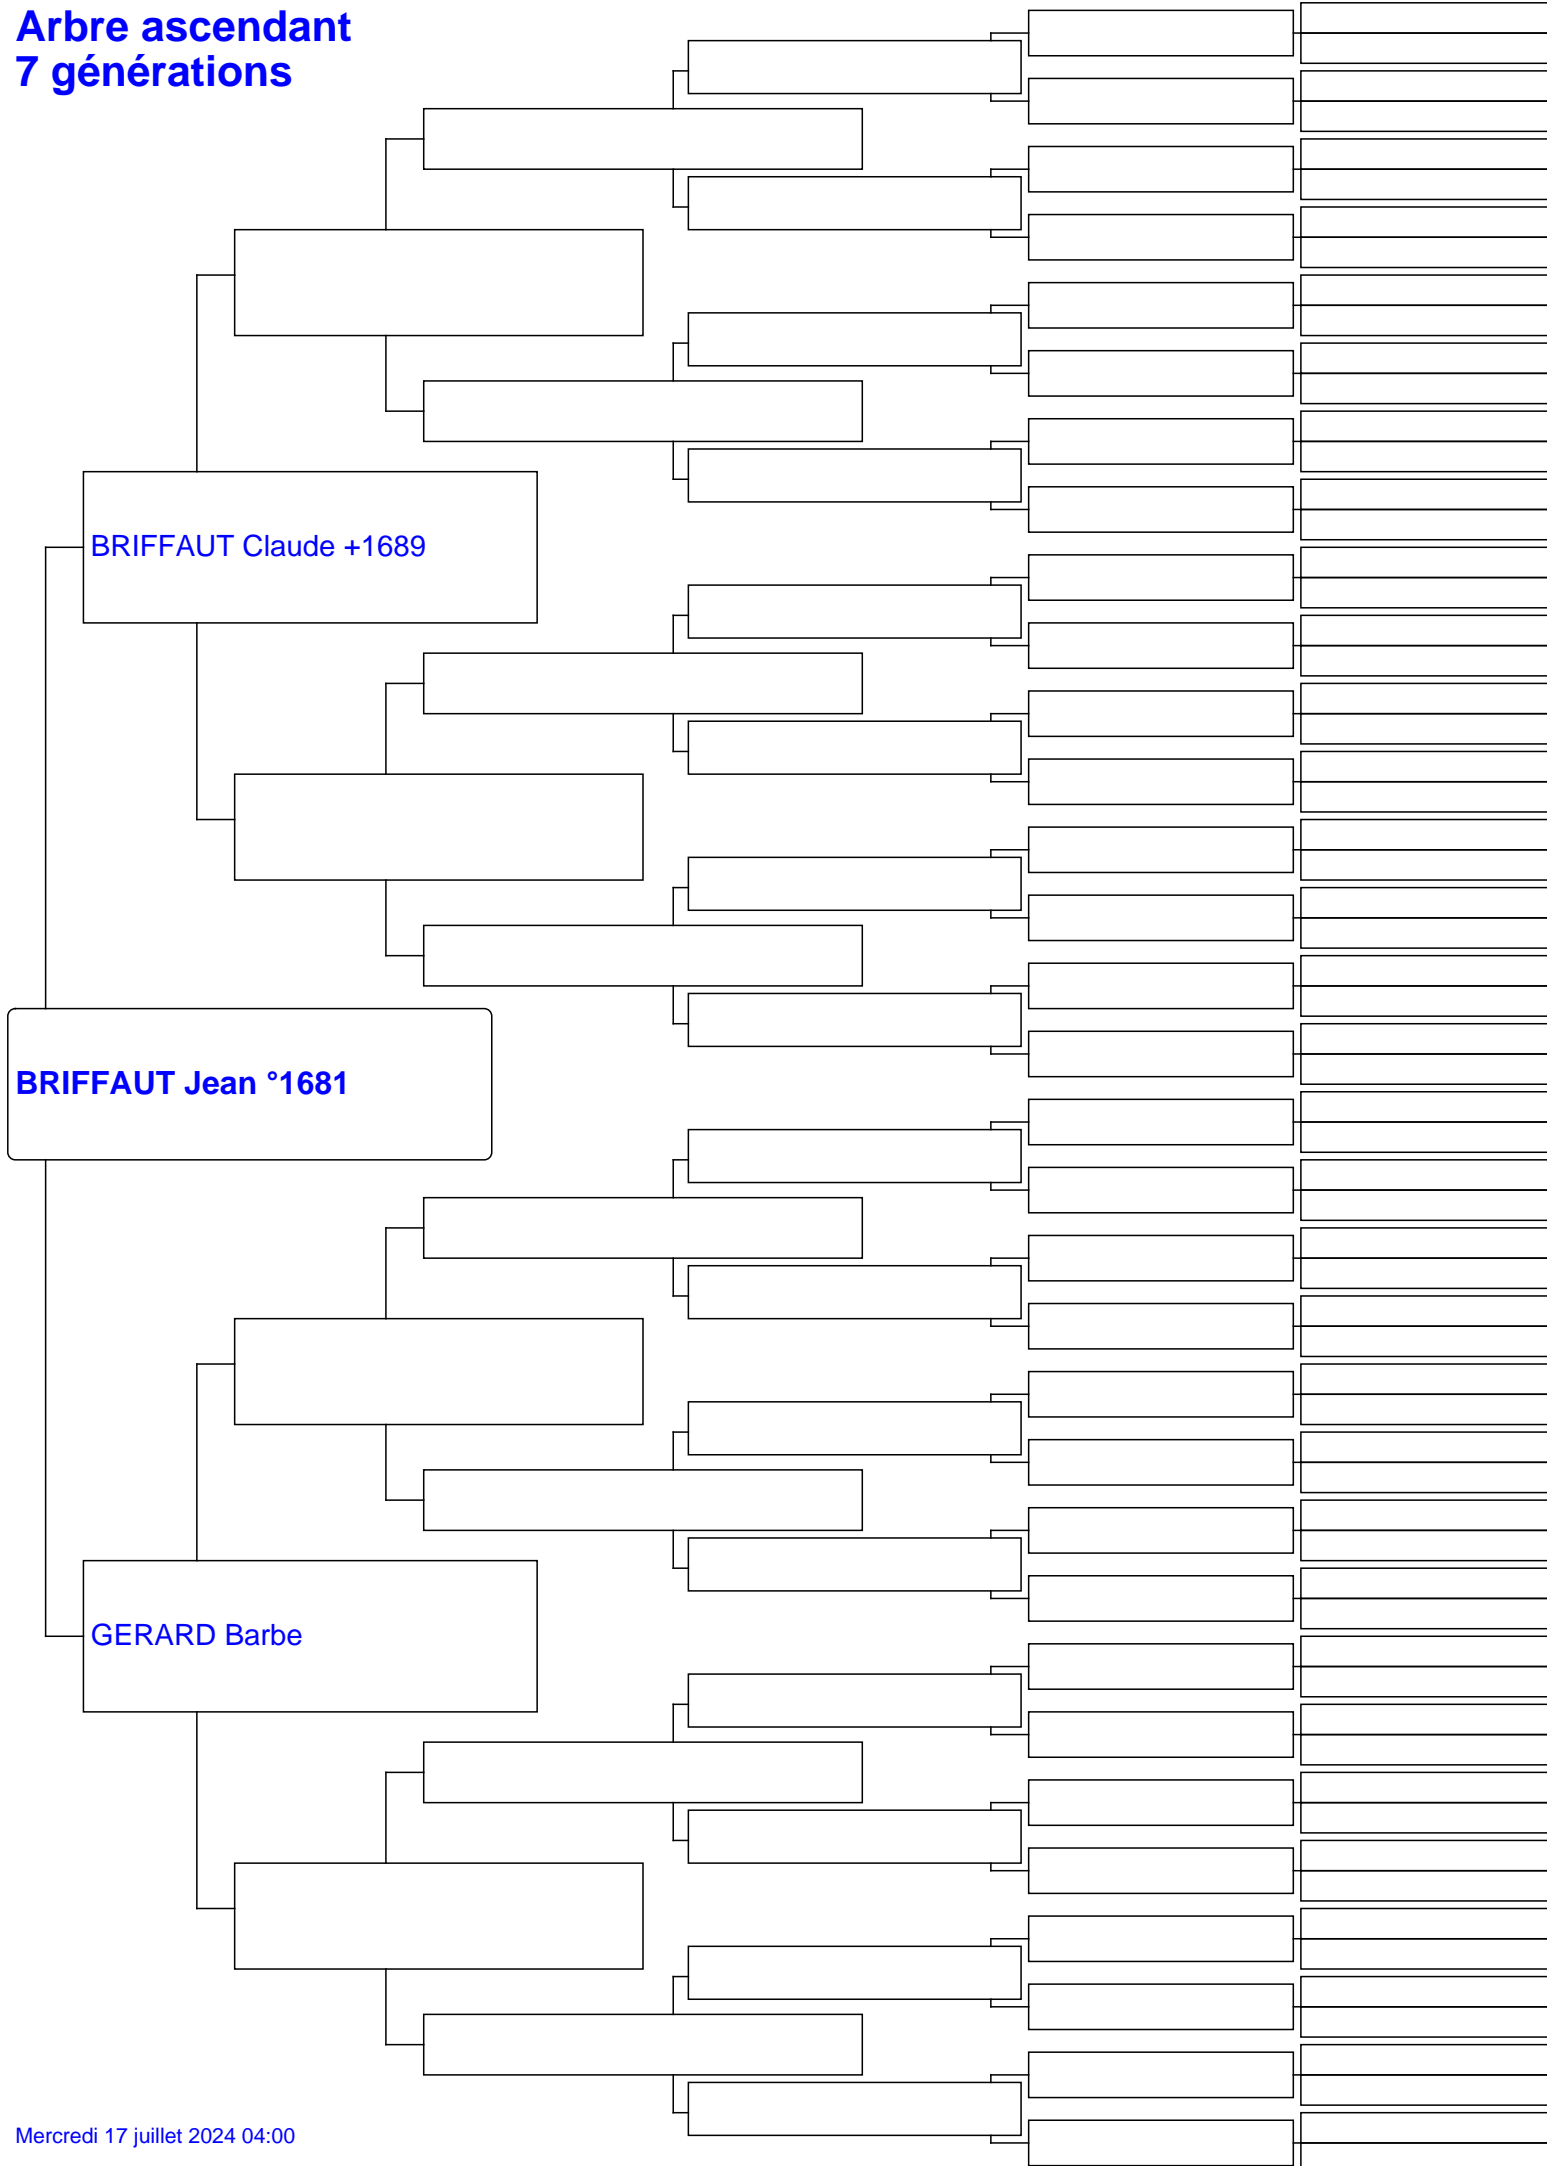 Arbre ascendant
7 générations
BRIFFAUT Claude +1689
BRIFFAUT Jean °1681
GERARD Barbe
Mercredi 17 juillet 2024 04:00